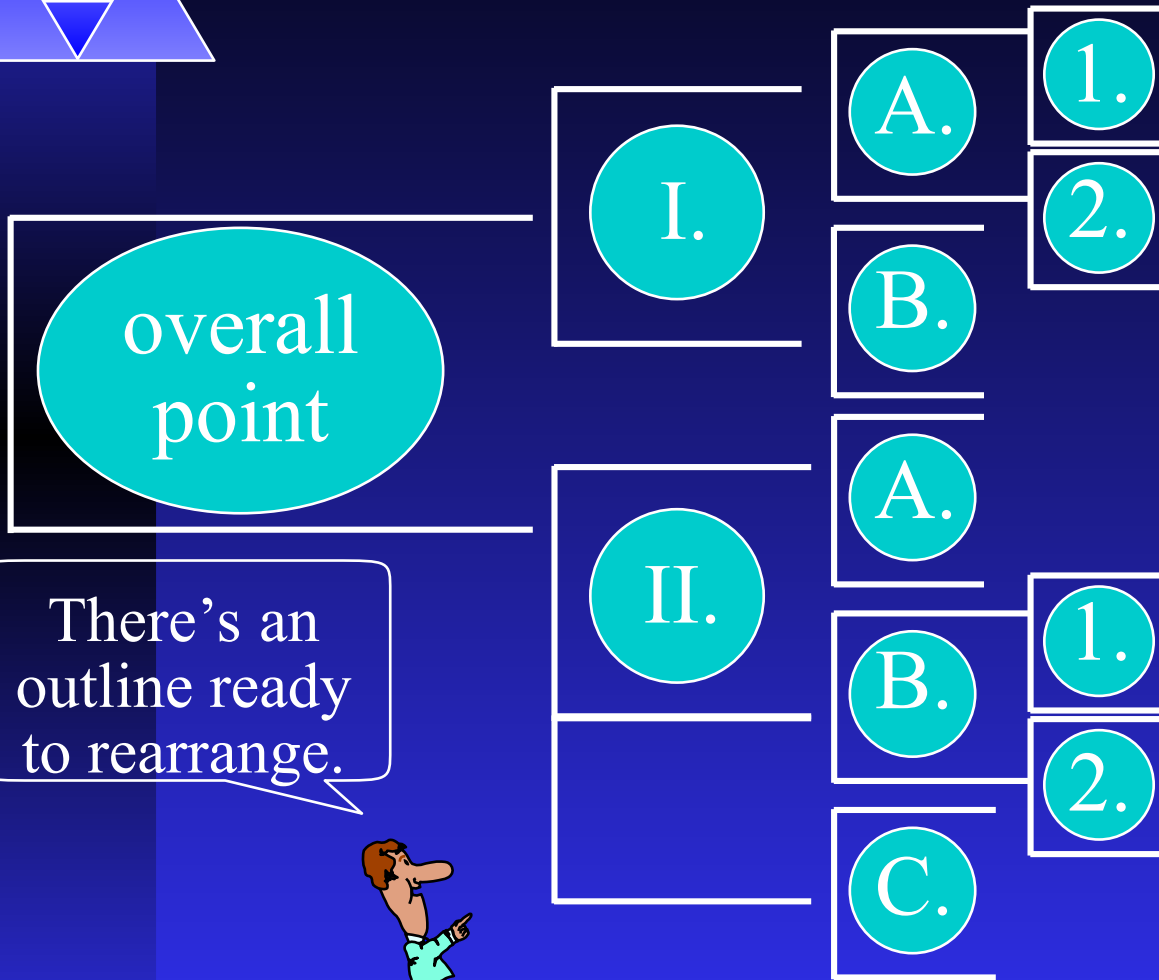 overall
point
I.
A.
1.
2.
B.
II.
A.
B.
1.
2.
C.
There’s an
outline ready
to rearrange.